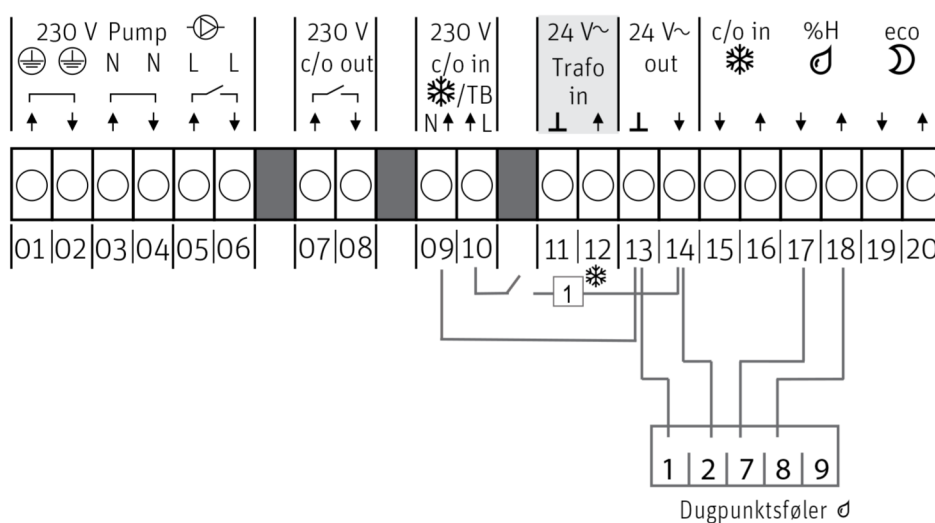 230 V Pump
N N L L
230 V
c/o out
230 V
c/o in
/TB
N L
24 V~
Trafo
in
24 V~
out
c/o in
%H
eco
01 02 03 04 05 06 07 08 09 10 11 12 13 14 15 16 17 18 19 20
1
1 2 7 8 9
Dugpunktsføler